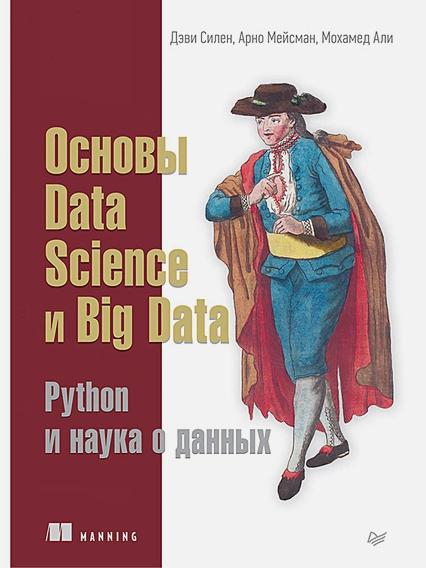 Дэви Силен, Арно Мейсман, Мохамед Али
Основы
Data
Science
и Big Data
Python
и наука о данных
MANNING